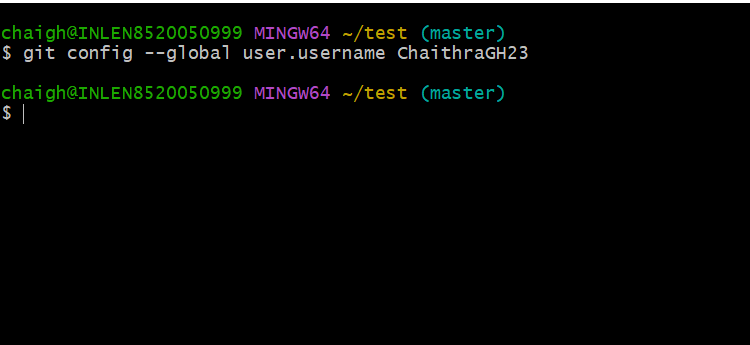 chaigh@INLEN8520050999 MINGW64 ~/test (master)
$ git config --global user.username ChaithraGH23
chaigh@INLEN8520050999 MINGW64 ~/test (master)
$